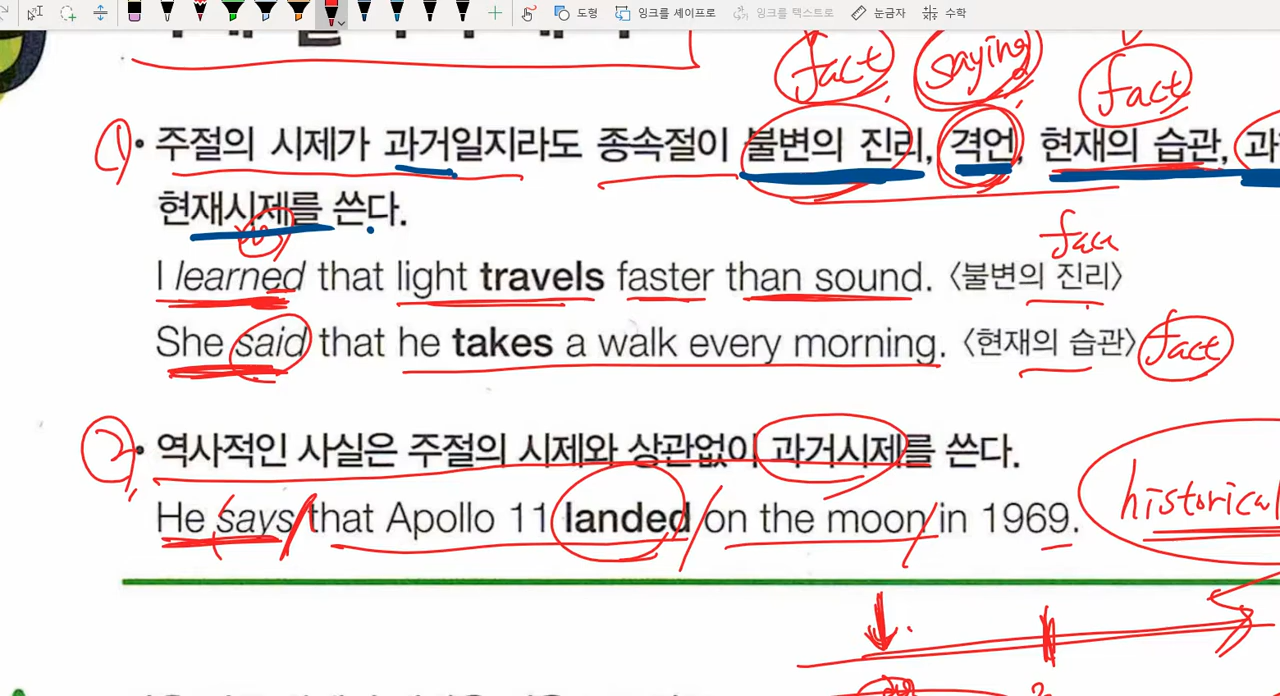 도형 잉크를 셰이프로 잉크를 텍스트로 눈금자 수학
fact saying fact
1) • 주절의 시제가 과거일지라도 종속절이 불변의 진리, 격언, 현재의 습관, 과
현재시제를 쓴다.
I learned that light travels faster than sound. 〈불변의 진리〉
She said that he takes a walk every morning. 〈현재의 습관〉 fact
2 • 역사적인 사실은 주절의 시제와 상관없이 과거시제를 쓴다.
He says that Apollo 11 landed on the moon in 1969. historical